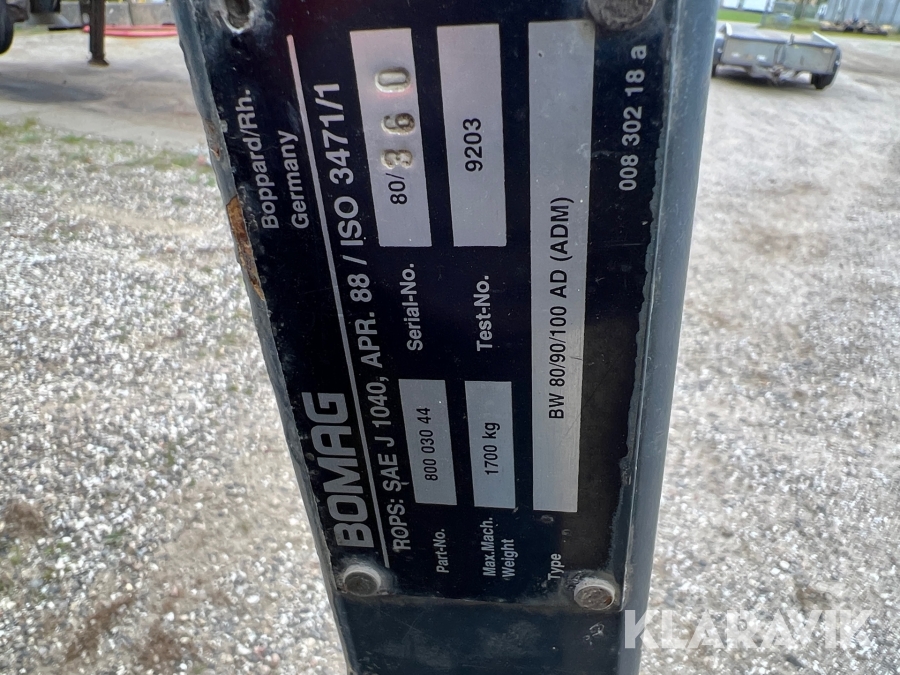 BOMAG
Boppard/Rh.
Germany
ROPS: SAE J 1040, APR. 88 / ISO 3471/1
Part-No. 800 030 44 Serial-No. 80/360
Max.Mach. Weight 1700 kg Test-No. 9203
Type BW 80/90/100 AD (ADM)
008 302 18 a
KLARAVIK